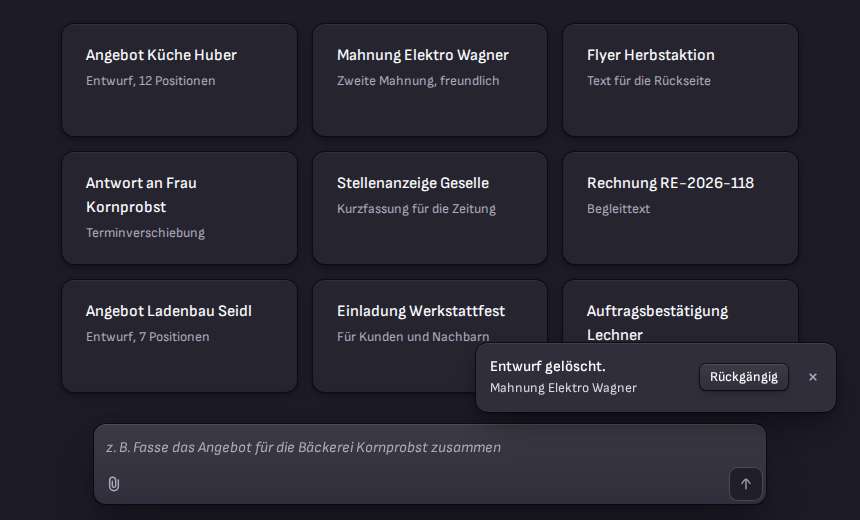 Angebot Küche Huber
Entwurf, 12 Positionen
Mahnung Elektro Wagner
Zweite Mahnung, freundlich
Flyer Herbstaktion
Text für die Rückseite
Antwort an Frau
Kornprobst
Terminverschiebung
Stellenanzeige Geselle
Kurzfassung für die Zeitung
Rechnung RE-2026-118
Begleittext
Angebot Ladenbau Seidl
Entwurf, 7 Positionen
Einladung Werkstattfest
Für Kunden und Nachbarn
Auftragsbestätigung
Lechner
Entwurf gelöscht.
Mahnung Elektro Wagner
Rückgängig
z. B. Fasse das Angebot für die Bäckerei Kornprobst zusammen